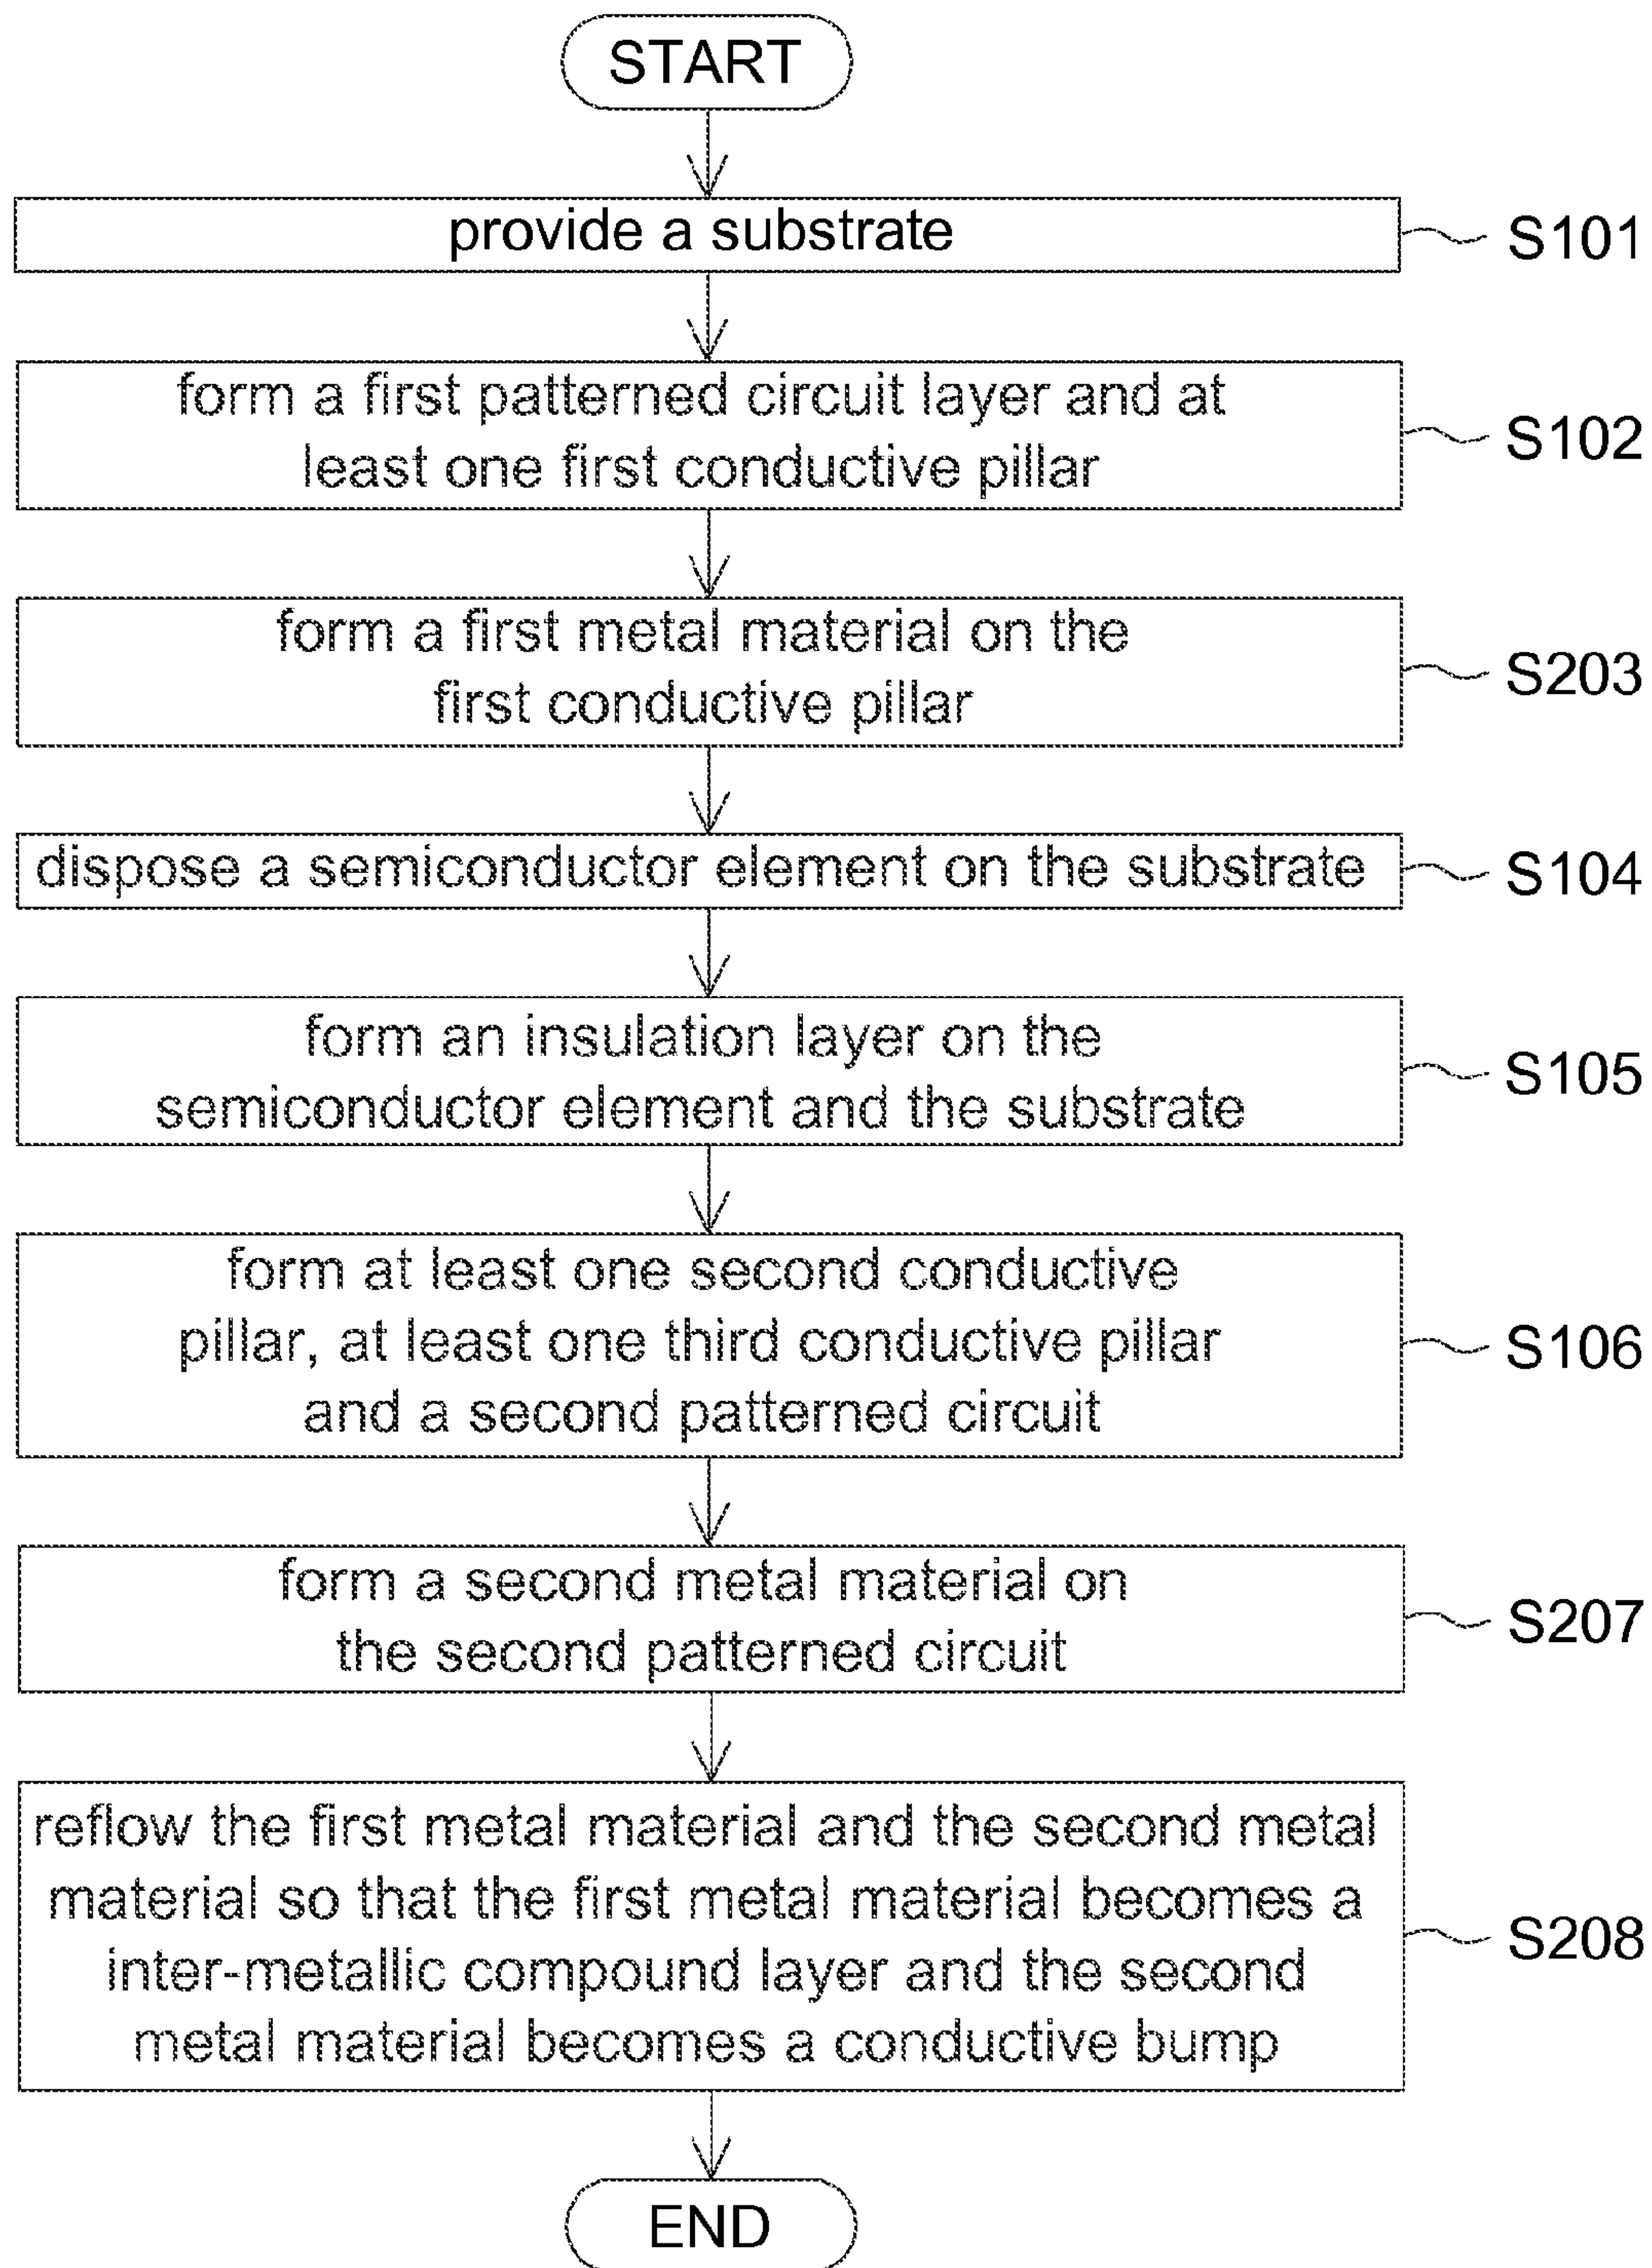 START
provide a substrate
S101
form a first patterned circuit layer and at
least one first conductive pillar
S102
form a first metal material on the
first conductive pillar
S203
dispose a semiconductor element on the substrate
S104
form an insulation layer on the
semiconductor element and the substrate
S105
form at least one second conductive
pillar, at least one third conductive pillar
and a second patterned circuit
S106
form a second metal material on
the second patterned circuit
S207
reflow the first metal material and the second metal
material so that the first metal material becomes a
inter-metallic compound layer and the second
metal material becomes a conductive bump
S208
END